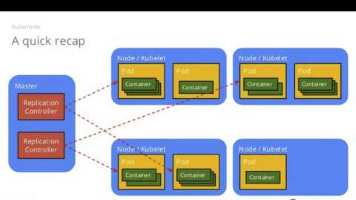 Kubernetes
A quick recap
Node / Kubelet
Pod
Container
Pod
Container
Node / Kubelet
Pod
Container
Pod
Container
Master
Replication
Controller
Replication
Controller
Node / Kubelet
Pod
Container
Pod
Container
Node / Kubelet
Pod
Container